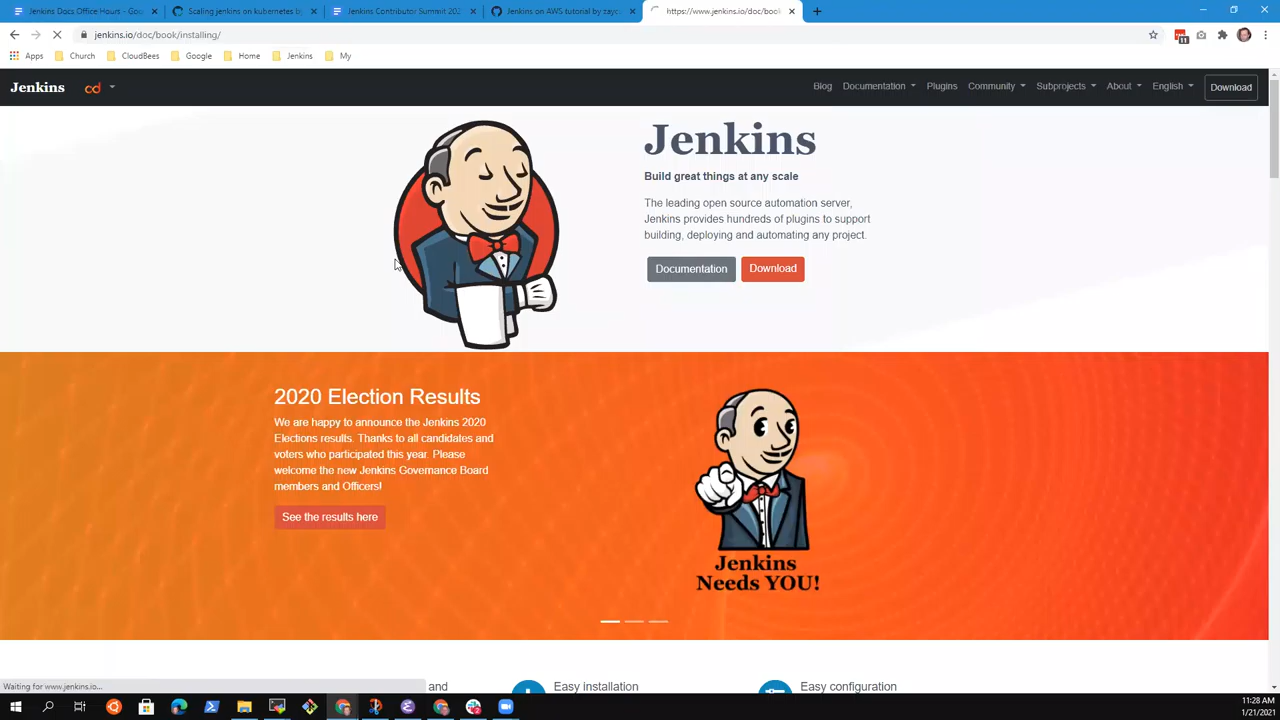 Jenkins Docs Office Hours - Goo
Scaling jenkins on kubernetes by
Jenkins Contributor Summit 202
Jenkins on AWS tutorial by zayc
https://www.jenkins.io/doc/book
jenkins.io/doc/book/installing/
11
Apps
Church
CloudBees
Google
Home
Jenkins
My
Jenkins
cd
Blog
Documentation
Plugins
Community
Subprojects
About
English
Download
Jenkins
Build great things at any scale
The leading open source automation server,
Jenkins provides hundreds of plugins to support
building, deploying and automating any project.
Documentation
Download
2020 Election Results
We are happy to announce the Jenkins 2020
Elections results. Thanks to all candidates and
voters who participated this year. Please
welcome the new Jenkins Governance Board
members and Officers!
See the results here
Jenkins
Needs YOU!
Waiting for www.jenkins.io...
and
Easy installation
Easy configuration
11:28 AM
1/21/2021